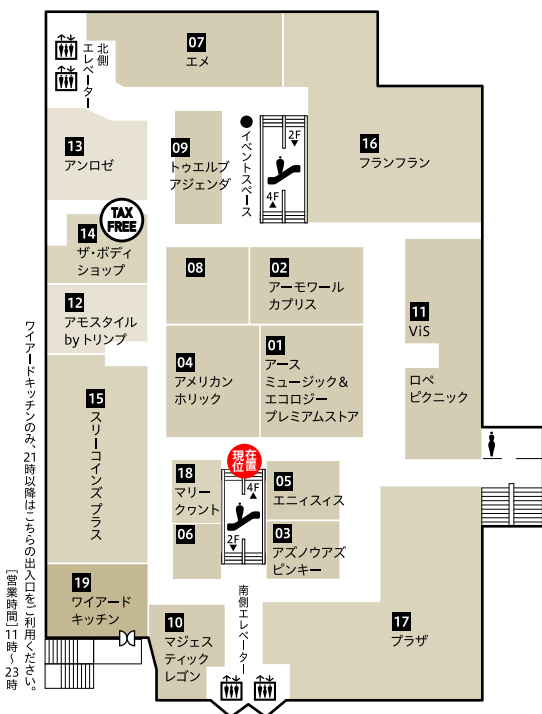 07
エメ
北側
エレベーター
13
アンロゼ
09
トゥエルブ
アジェンダ
●イベントスペース
2F
▼
4F
▲
16
フランフラン
TAX
FREE
14
ザ・ボディ
ショップ
08
02
アーモワール
カプリス
11
ViS
ロペ
ピクニック
12
アモスタイル
by トリンプ
04
アメリカン
ホリック
01
アース
ミュージック&
エコロジー
プレミアムストア
15
スリーコインズ プラス
現在
位置
18
マリー
クヮント
4F
▲
2F
▼
05
エニィスィス
06
03
アズノウアズ
ピンキー
19
ワイアード
キッチン
10
マジェス
ティック
レゴン
南側エレベーター
17
プラザ
ワイアードキッチンのみ、21時以降はこちらの出入口をご利用ください。
[営業時間]11時〜23時